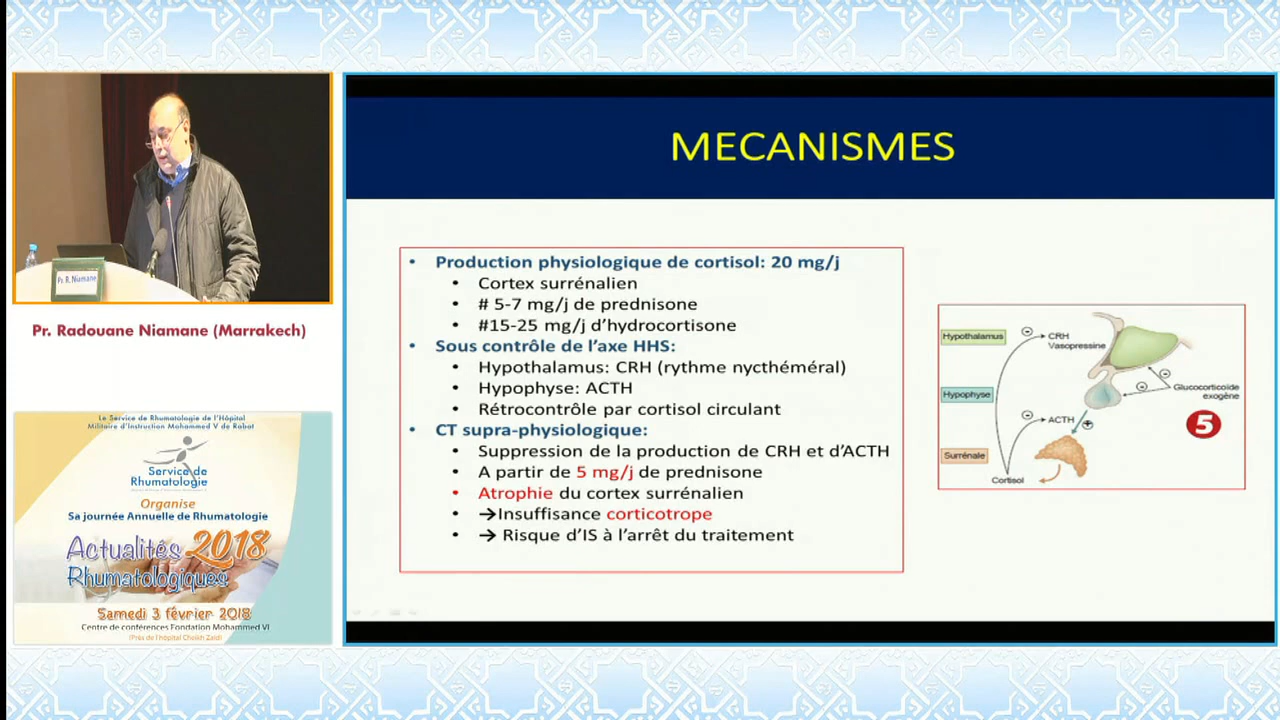 Pr. R. Niamane
Pr. Radouane Niamane (Marrakech)
Le Service de Rhumatologie de l'Hôpital
Militaire d'Instruction Mohammed V de Rabat
Service de
Rhumatologie
Organise
Sa journée Annuelle de Rhumatologie
Actualités 2018
Rhumatologiques
Samedi 3 février 2018
Centre de conférences Fondation Mohammed VI
(Près de l'hôpital Cheikh Zaid)
MECANISMES
• Production physiologique de cortisol: 20 mg/j
• Cortex surrénalien
• # 5-7 mg/j de prednisone
• #15-25 mg/j d'hydrocortisone
• Sous contrôle de l'axe HHS:
• Hypothalamus: CRH (rythme nycthéméral)
• Hypophyse: ACTH
• Rétrocontrôle par cortisol circulant
• CT supra-physiologique:
• Suppression de la production de CRH et d'ACTH
• A partir de 5 mg/j de prednisone
• Atrophie du cortex surrénalien
• →Insuffisance corticotrope
• → Risque d'IS à l'arrêt du traitement
Hypothalamus
CRH
Vasopressine
Hypophyse
Glucocorticoïde
exogène
ACTH
5
Surrénale
Cortisol